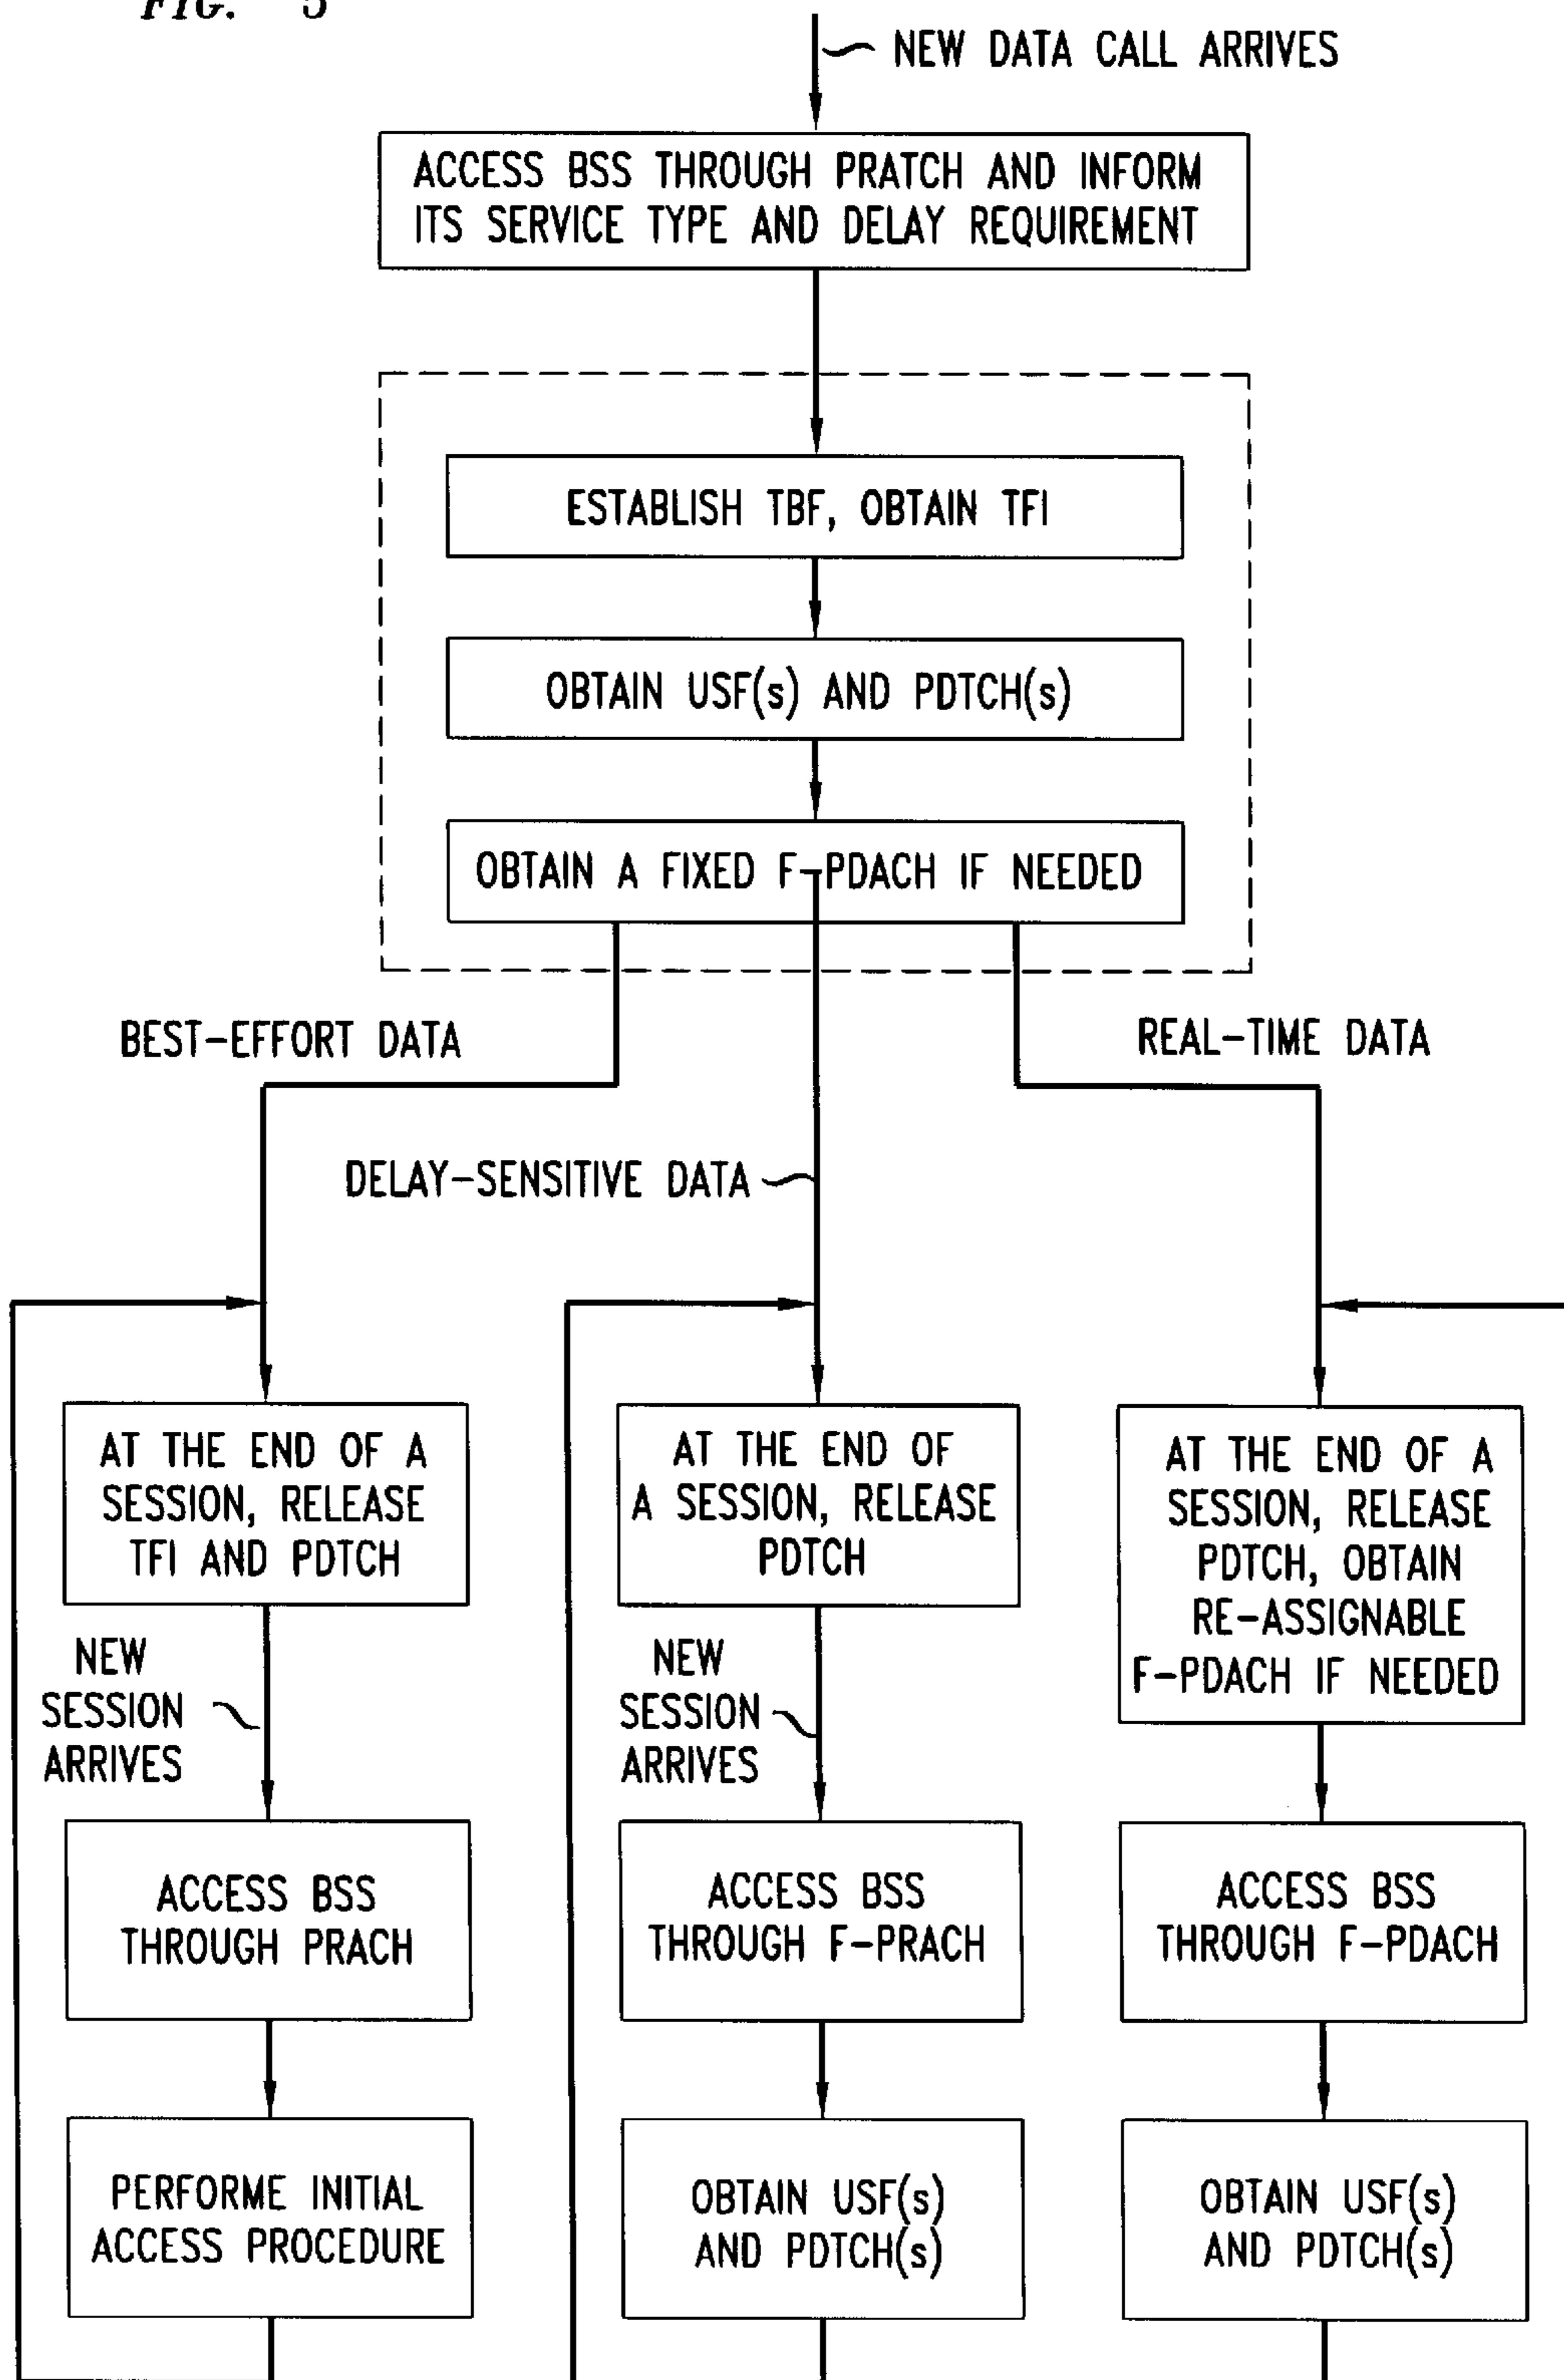 FIG. 5
NEW DATA CALL ARRIVES
ACCESS BSS THROUGH PRATCH AND INFORM
ITS SERVICE TYPE AND DELAY REQUIREMENT
ESTABLISH TBF, OBTAIN TFI
OBTAIN USF(s) AND PDTCH(s)
OBTAIN A FIXED F-PDACH IF NEEDED
BEST-EFFORT DATA
REAL-TIME DATA
DELAY-SENSITIVE DATA
AT THE END OF A
SESSION, RELEASE
TFI AND PDTCH
AT THE END OF
A SESSION, RELEASE
PDTCH
AT THE END OF A
SESSION, RELEASE
PDTCH, OBTAIN
RE-ASSIGNABLE
F-PDACH IF NEEDED
NEW
SESSION
ARRIVES
NEW
SESSION
ARRIVES
ACCESS BSS
THROUGH PRACH
ACCESS BSS
THROUGH F-PRACH
ACCESS BSS
THROUGH F-PDACH
PERFORME INITIAL
ACCESS PROCEDURE
OBTAIN USF(s)
AND PDTCH(s)
OBTAIN USF(s)
AND PDTCH(s)